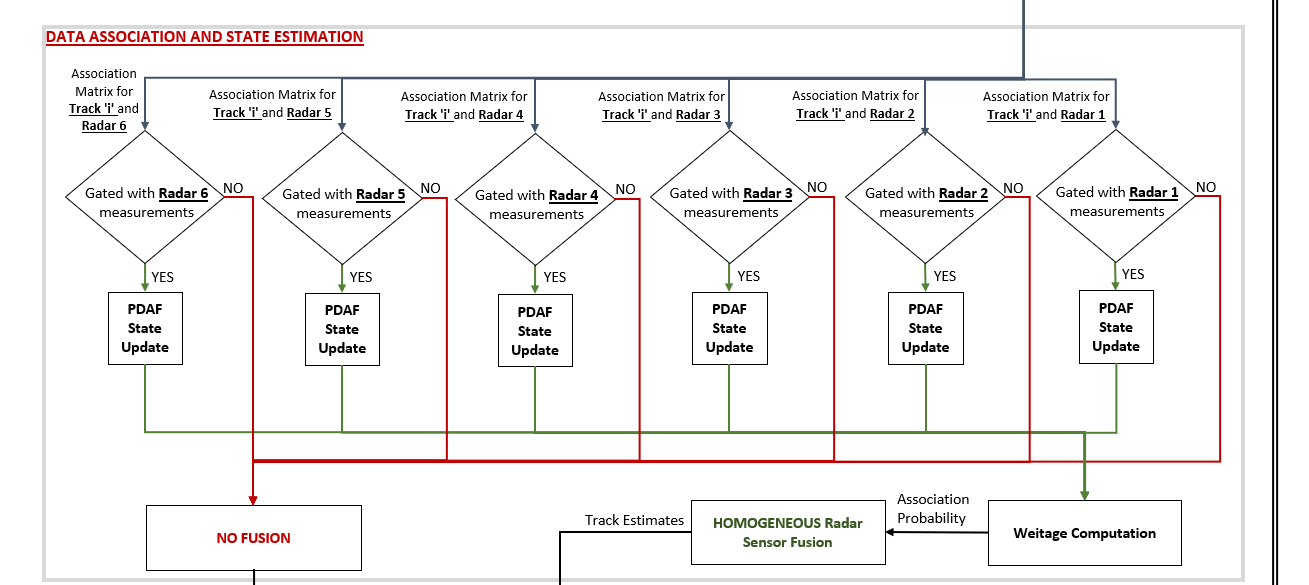 DATA ASSOCIATION AND STATE ESTIMATION
Association
Matrix for
Track 'i' and
Radar 6
Association Matrix for
Track 'i' and Radar 5
Association Matrix for
Track 'i' and Radar 4
Association Matrix for
Track 'i' and Radar 3
Association Matrix for
Track 'i' and Radar 2
Association Matrix for
Track 'i' and Radar 1
Gated with Radar 6
measurements
NO
Gated with Radar 5
measurements
NO
Gated with Radar 4
measurements
NO
Gated with Radar 3
measurements
NO
Gated with Radar 2
measurements
NO
Gated with Radar 1
measurements
NO
YES
YES
YES
YES
YES
YES
PDAF
State
Update
PDAF
State
Update
PDAF
State
Update
PDAF
State
Update
PDAF
State
Update
PDAF
State
Update
NO FUSION
Track Estimates
HOMOGENEOUS Radar
Sensor Fusion
Association
Probability
Weitage Computation